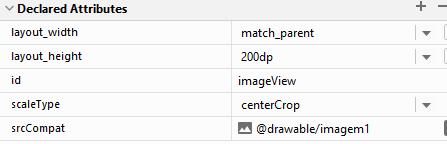 Declared Attributes
layout_width match_parent
layout_height 200dp
id imageView
scaleType centerCrop
srcCompat @drawable/imagem1